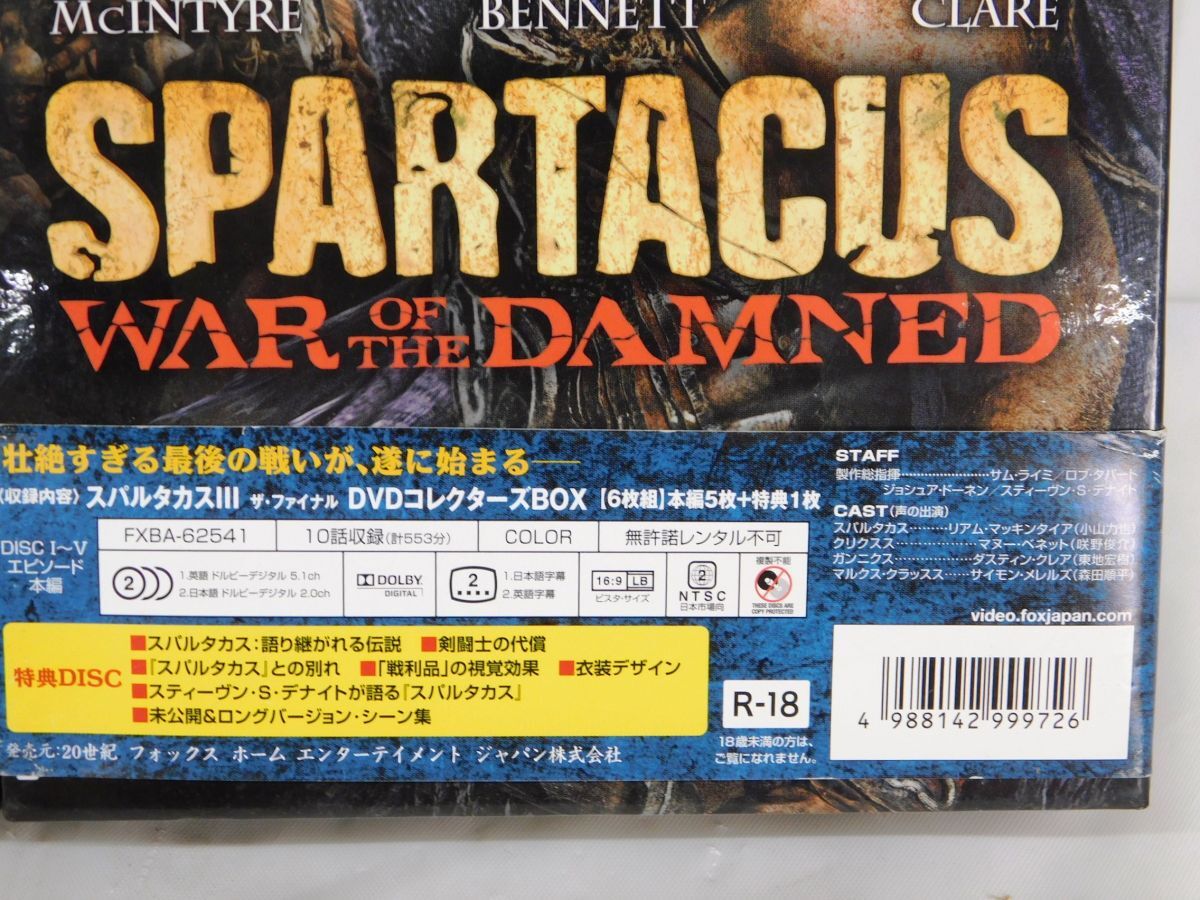 McINTYRE BENNETT CLARE
SPARTACUS
WAR OF THE DAMNED
壮絶すぎる最後の戦いが、遂に始まる──
〈収録内容〉スパルタカスIII ザ・ファイナル DVDコレクターズBOX 【6枚組】本編5枚+特典1枚
DISC I～V
エピソード
本編
FXBA-62541 10話収録(計553分) COLOR 無許諾レンタル不可
2 1.英語 ドルビーデジタル 5.1ch
2.日本語 ドルビーデジタル 2.0ch
DOLBY
DIGITAL
2 1.日本語字幕
2.英語字幕
16:9 LB
ビスタ・サイズ
2
NTSC
日本市場向
複製不能
THESE DISCS ARE
COPY PROTECTED
特典DISC
■スパルタカス:語り継がれる伝説 ■剣闘士の代償
■『スパルタカス』との別れ ■「戦利品」の視覚効果 ■衣装デザイン
■スティーヴン・S・デナイトが語る『スパルタカス』
■未公開&ロングバージョン・シーン集
発売元:20世紀 フォックス ホーム エンターテイメント ジャパン株式会社
STAFF
製作総指揮……………………サム・ライミ/ロブ・タパート
ジョシュア・ドーネン/スティーヴン・S・デナイト
CAST(声の出演)
スパルタカス………リアム・マッキンタイア(小山力也)
クリクスス……………マヌー・ベネット(咲野俊介)
ガンニクス……………ダスティン・クレア(東地宏樹)
マルクス・クラッスス……サイモン・メレルズ(森田順平)
video.foxjapan.com
R-18
18歳未満の方は、
ご覧になれません。
4 988142 999726